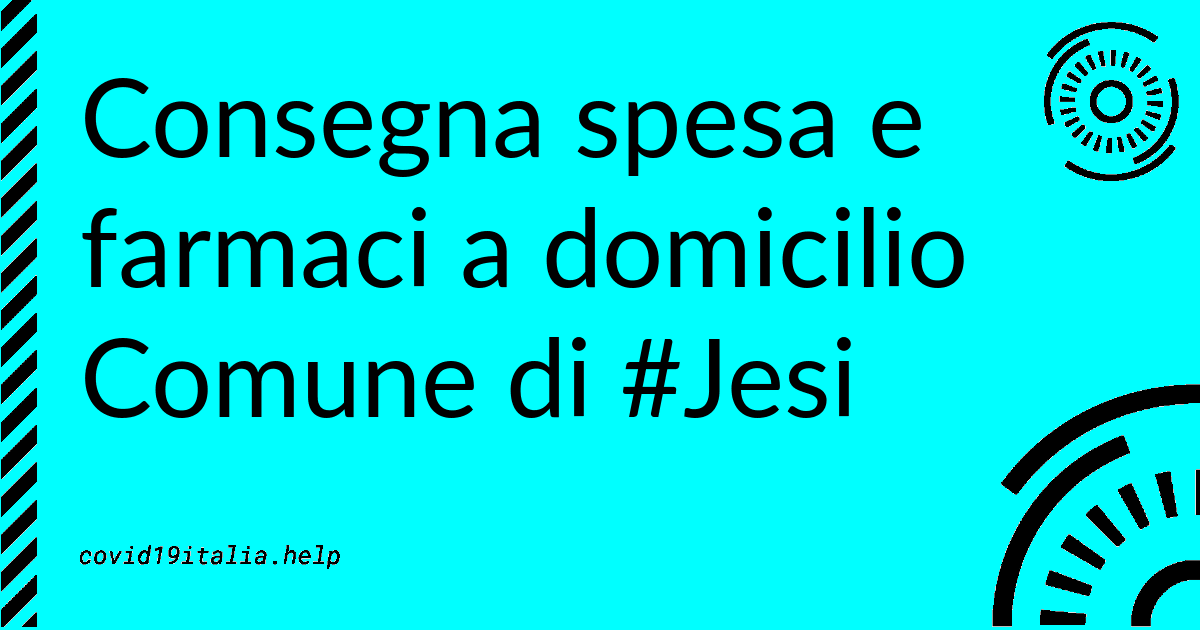 Consegna spesa e
farmaci a domicilio
Comune di #Jesi
covid19italia.help